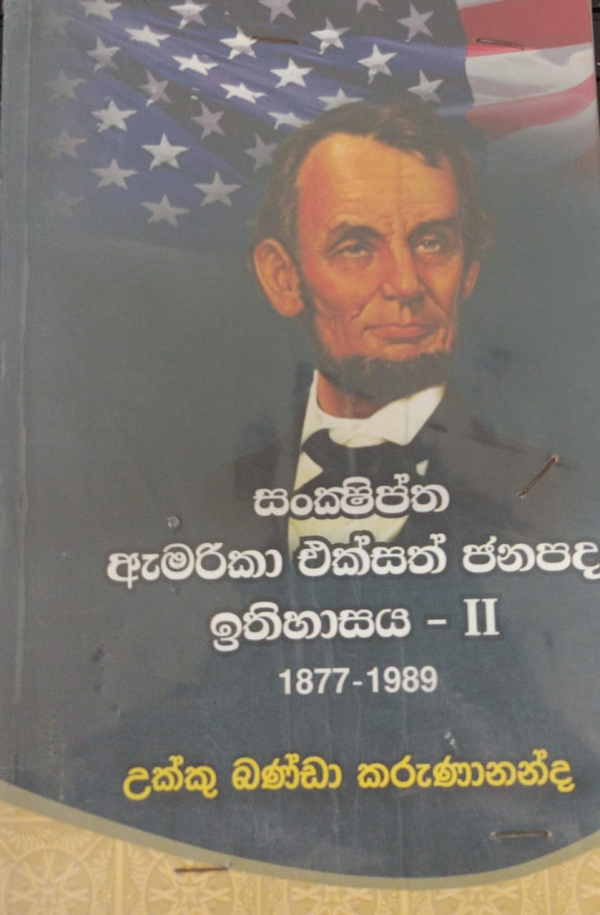 සංක්‍ෂිප්ත
ඇමරිකා එක්සත් ජනපද
ඉතිහාසය - II
1877-1989
උක්කු බණ්ඩා කරුණානන්ද